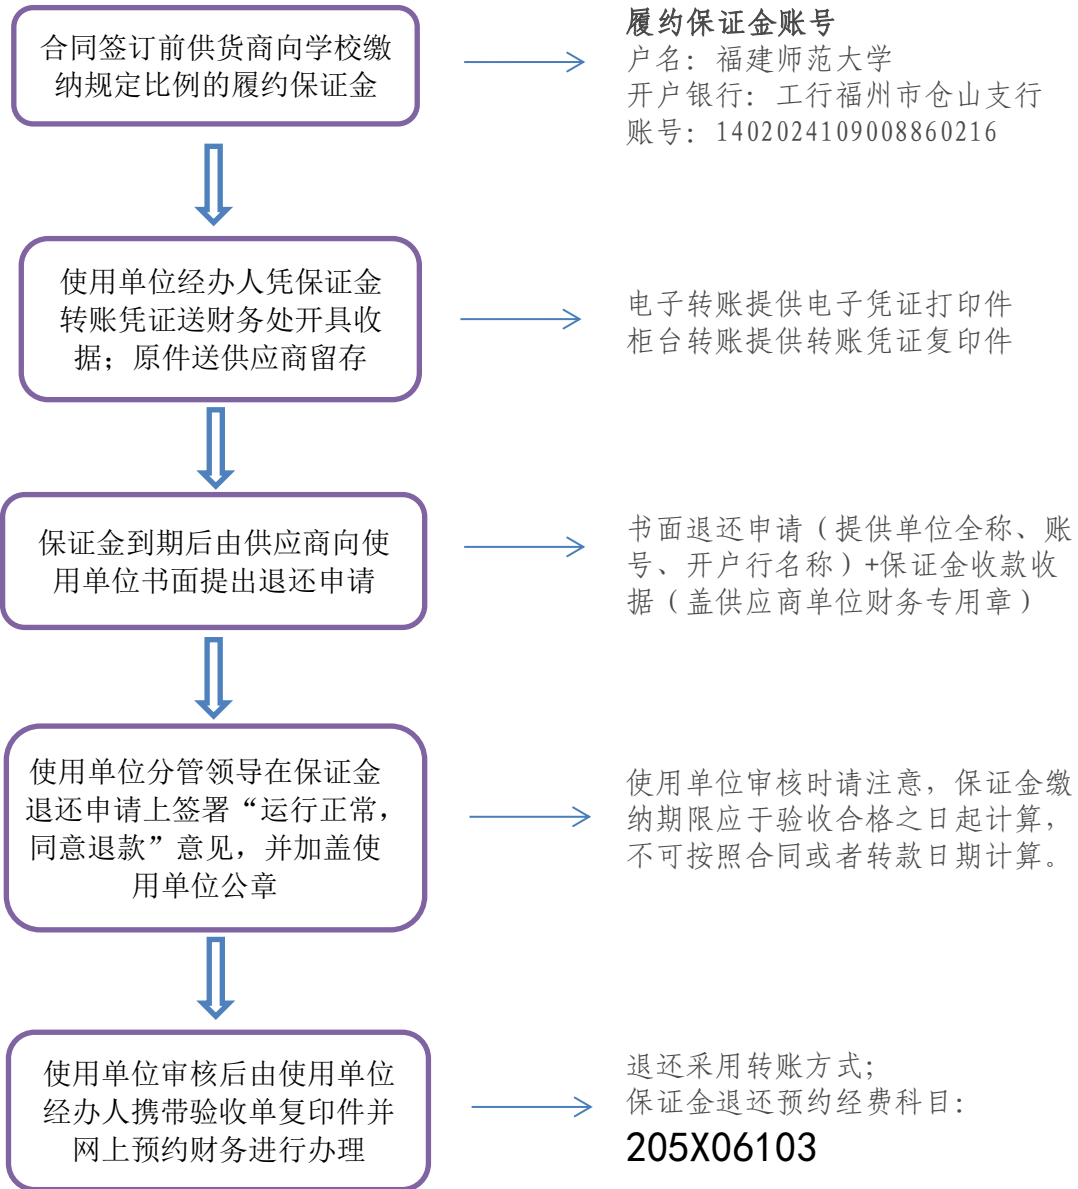 合同签订前供货商向学校缴
纳规定比例的履约保证金
履约保证金账号
户名：福建师范大学
开户银行：工行福州市仓山支行
账号：1402024109008860216
使用单位经办人凭保证金
转账凭证送财务处开具收
据；原件送供应商留存
电子转账提供电子凭证打印件
柜台转账提供转账凭证复印件
保证金到期后由供应商向使
用单位书面提出退还申请
书面退还申请（提供单位全称、账
号、开户行名称）+保证金收款收
据（盖供应商单位财务专用章）
使用单位分管领导在保证金
退还申请上签署“运行正常，
同意退款”意见，并加盖使
用单位公章
使用单位审核时请注意，保证金缴
纳期限应于验收合格之日起计算，
不可按照合同或者转款日期计算。
使用单位审核后由使用单位
经办人携带验收单复印件并
网上预约财务进行办理
退还采用转账方式；
保证金退还预约经费科目：
205X06103